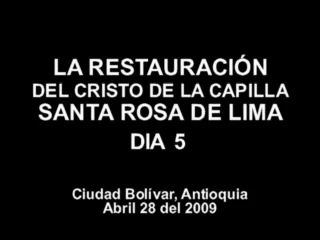 LA RESTAURACIÓN
DEL CRISTO DE LA CAPILLA
SANTA ROSA DE LIMA
DIA 5
Ciudad Bolívar, Antioquia
Abril 28 del 2009